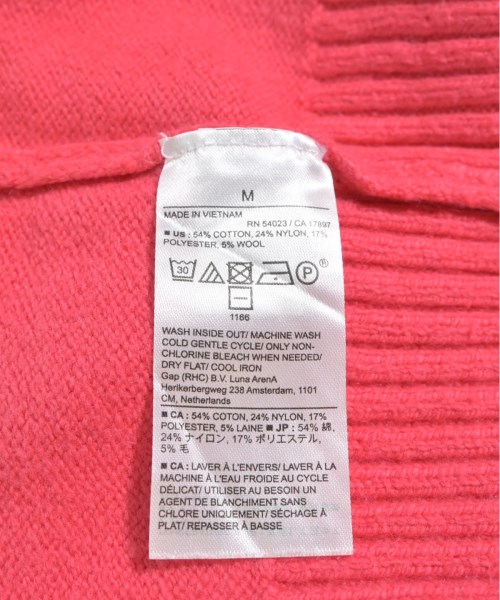 M
MADE IN VIETNAM
RN 54023 / CA 17897
■ US : 54% COTTON, 24% NYLON, 17%
POLYESTER, 5% WOOL
30
P
®
1166
WASH INSIDE OUT/ MACHINE WASH
COLD GENTLE CYCLE/ ONLY NON-
CHLORINE BLEACH WHEN NEEDED/
DRY FLAT/ COOL IRON
Gap (RHC) B.V. Luna ArenA
Herikerbergweg 238 Amsterdam, 1101
CM, Netherlands
■ CA : 54% COTON, 24% NYLON, 17%
POLYESTER, 5% LAINE ■ JP : 54% 綿,
24% ナイロン, 17% ポリエステル,
5% 毛
■ CA : LAVER À L'ENVERS/ LAVER À LA
MACHINE À L'EAU FROIDE AU CYCLE
DÉLICAT/ UTILISER AU BESOIN UN
AGENT DE BLANCHIMENT SANS
CHLORE UNIQUEMENT/ SÉCHAGE À
PLAT/ REPASSER À BASSE